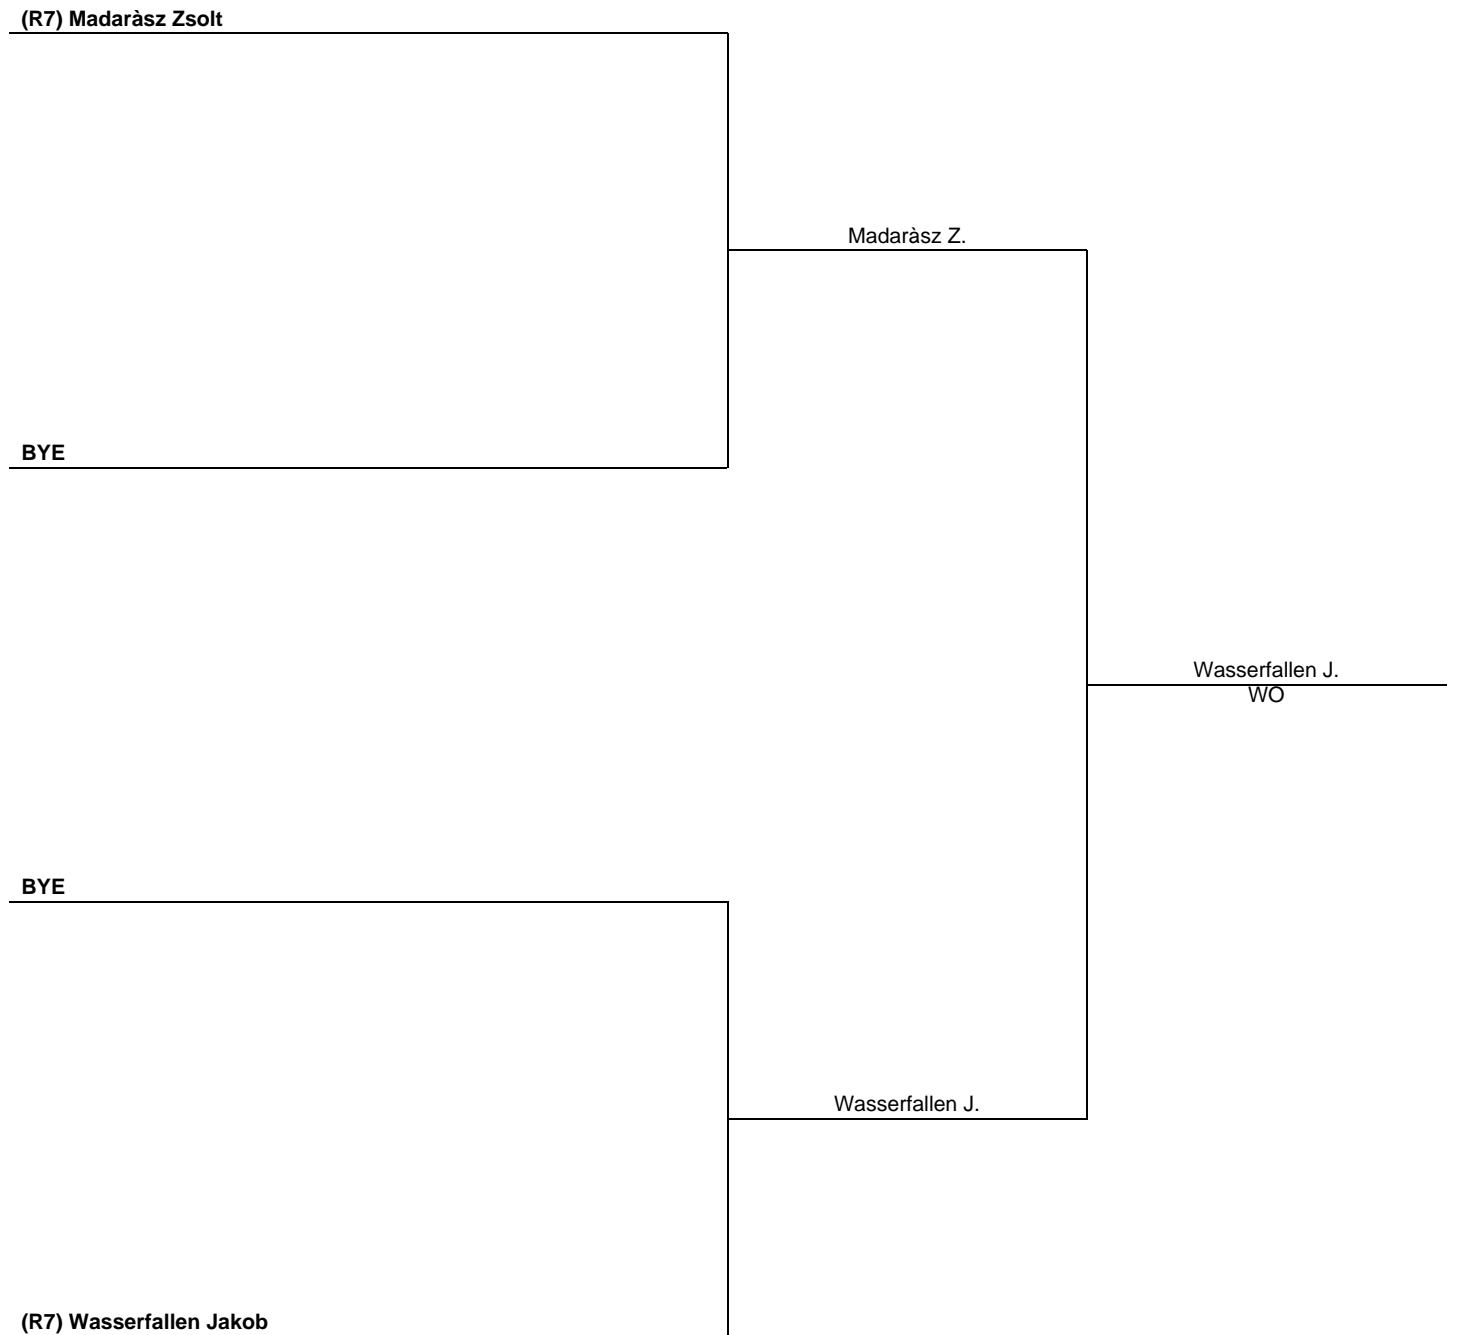 (R7) Madaràsz Zsolt
Madaràsz Z.
BYE
Wasserfallen J.
WO
BYE
Wasserfallen J.
(R7) Wasserfallen Jakob